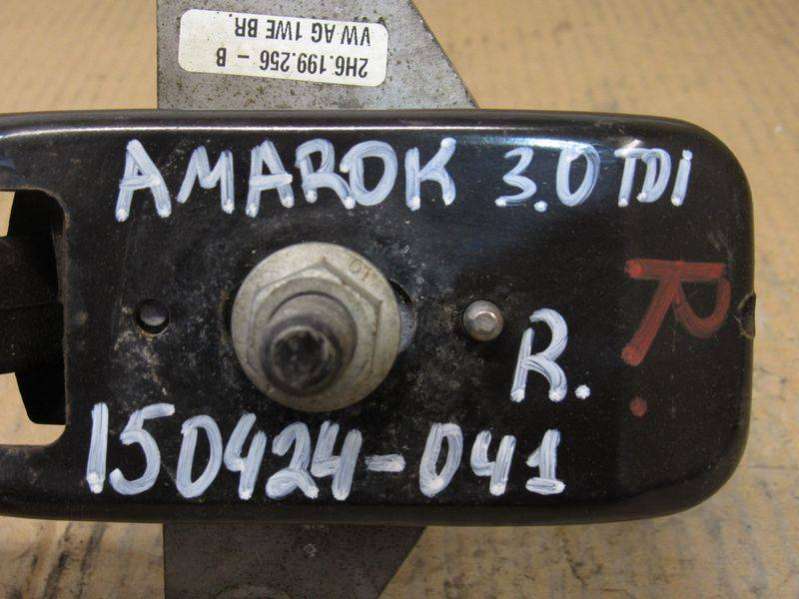 2H6.199.256 - B
VW AG 1WE BR.
AMAROK 3.0 TDI
R.
R.
150424-041